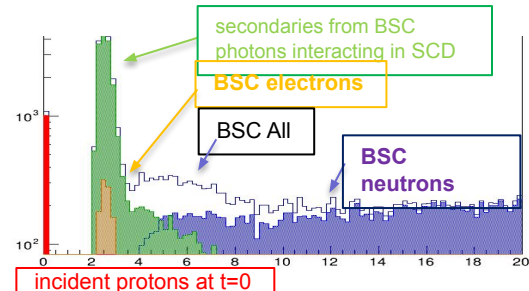 secondaries from BSC
photons interacting in SCD
BSC electrons
BSC All
BSC
neutrons
10³
10²
0 2 4 6 8 10 12 14 16 18 20
incident protons at t=0